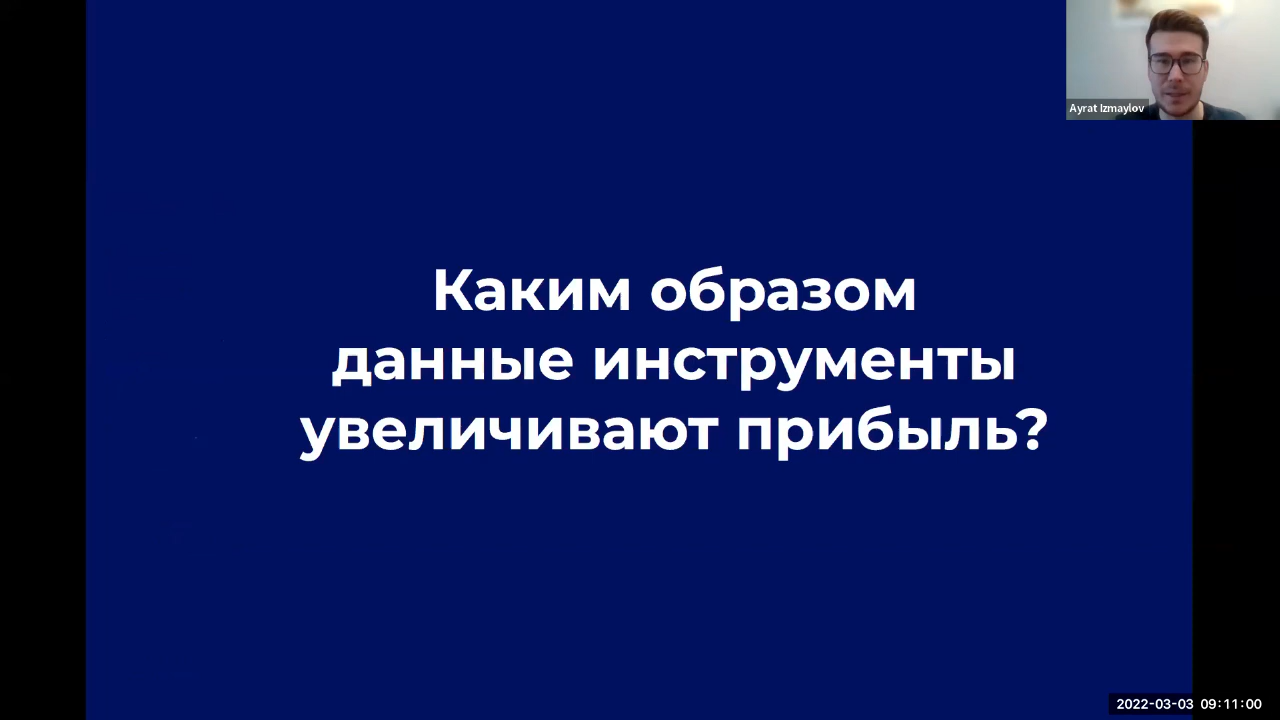 Ayrat Izmaylov
Каким образом
данные инструменты
увеличивают прибыль?
2022-03-03 09:11:00